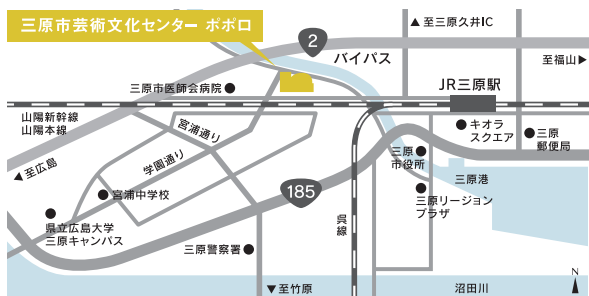 三原市芸術文化センター ポポロ
2
▲至三原久井IC
バイパス
至福山▶
三原市医師会病院
JR三原駅
山陽新幹線
山陽本線
宮浦通り
キオラ
スクエア
三原
郵便局
学園通り
三原
市役所
◀至広島
三原港
宮浦中学校
185
三原リージョン
プラザ
県立広島大学
三原キャンパス
呉線
三原警察署
▼至竹原
沼田川
N